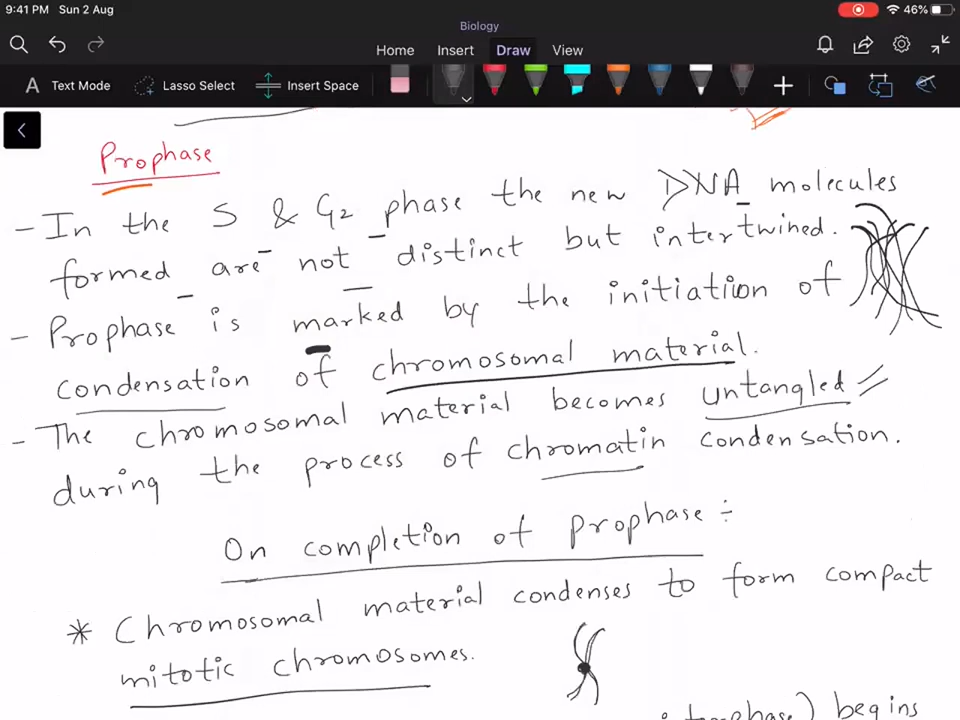 9:41 PM Sun 2 Aug
46%
Biology
Home Insert Draw View
A Text Mode Lasso Select Insert Space
Prophase
- In the S & G2 phase the new DNA molecules
formed are not distinct but intertwined.
- Prophase is marked by the initiation of
condensation of chromosomal material.
- The chromosomal material becomes untangled
during the process of chromatin condensation.
On completion of prophase ÷
* Chromosomal material condenses to form compact
mitotic chromosomes.
begins